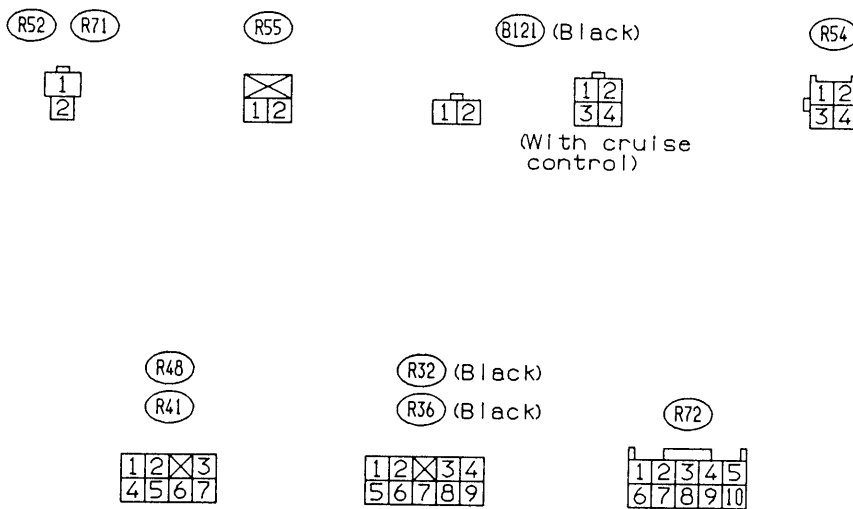 R52 R71 R55 B121 (Black) R54
1
2
1 2
1 2
1 2
3 4
1 2
3 4
(With cruise
control)
R48
R41
R32 (Black)
R36 (Black)
R72
1 2 3
4 5 6 7
1 2 3 4
5 6 7 8 9
1 2 3 4 5
6 7 8 9 10